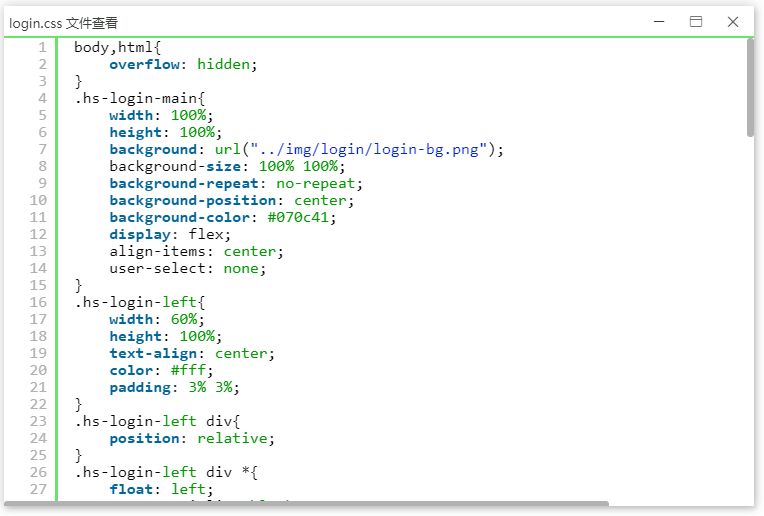 login.css 文件查看
1 body,html{
2 overflow: hidden;
3 }
4 .hs-login-main{
5 width: 100%;
6 height: 100%;
7 background: url("../img/login/login-bg.png");
8 background-size: 100% 100%;
9 background-repeat: no-repeat;
10 background-position: center;
11 background-color: #070c41;
12 display: flex;
13 align-items: center;
14 user-select: none;
15 }
16 .hs-login-left{
17 width: 60%;
18 height: 100%;
19 text-align: center;
20 color: #fff;
21 padding: 3% 3%;
22 }
23 .hs-login-left div{
24 position: relative;
25 }
26 .hs-login-left div *{
27 float: left;